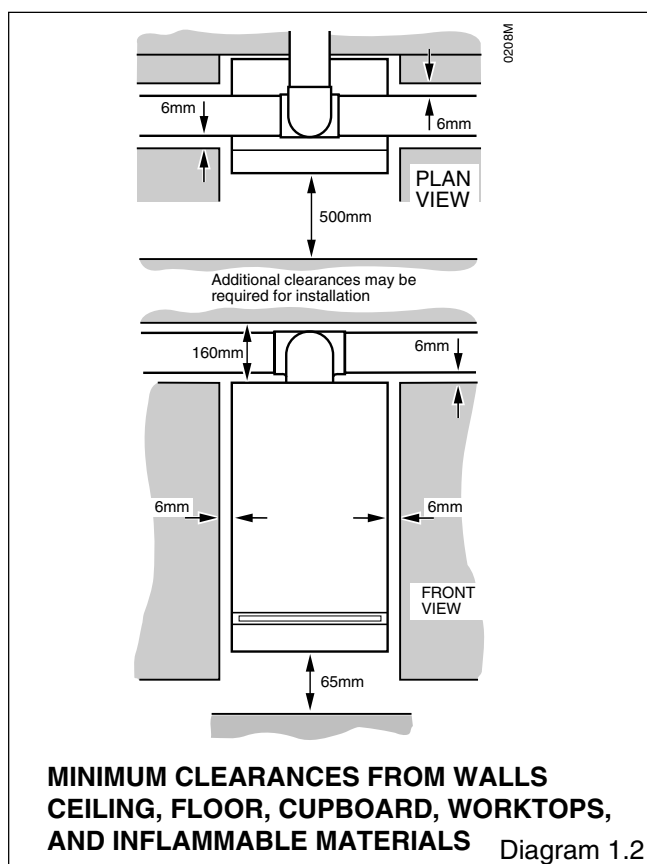 0208M
6mm
6mm
PLAN
VIEW
500mm
Additional clearances may be
required for installation
160mm
6mm
6mm
6mm
FRONT
VIEW
65mm
MINIMUM CLEARANCES FROM WALLS
CEILING, FLOOR, CUPBOARD, WORKTOPS,
AND INFLAMMABLE MATERIALS
Diagram 1.2